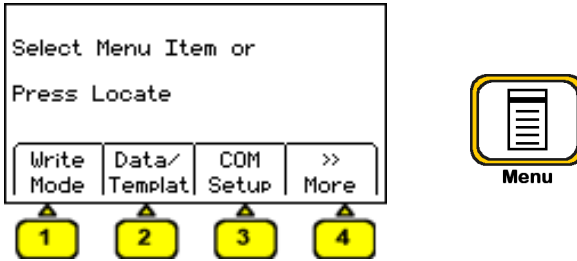 Select Menu Item or
Press Locate
Write Data/ COM >>
Mode Templat Setup More
1 2 3 4
Menu